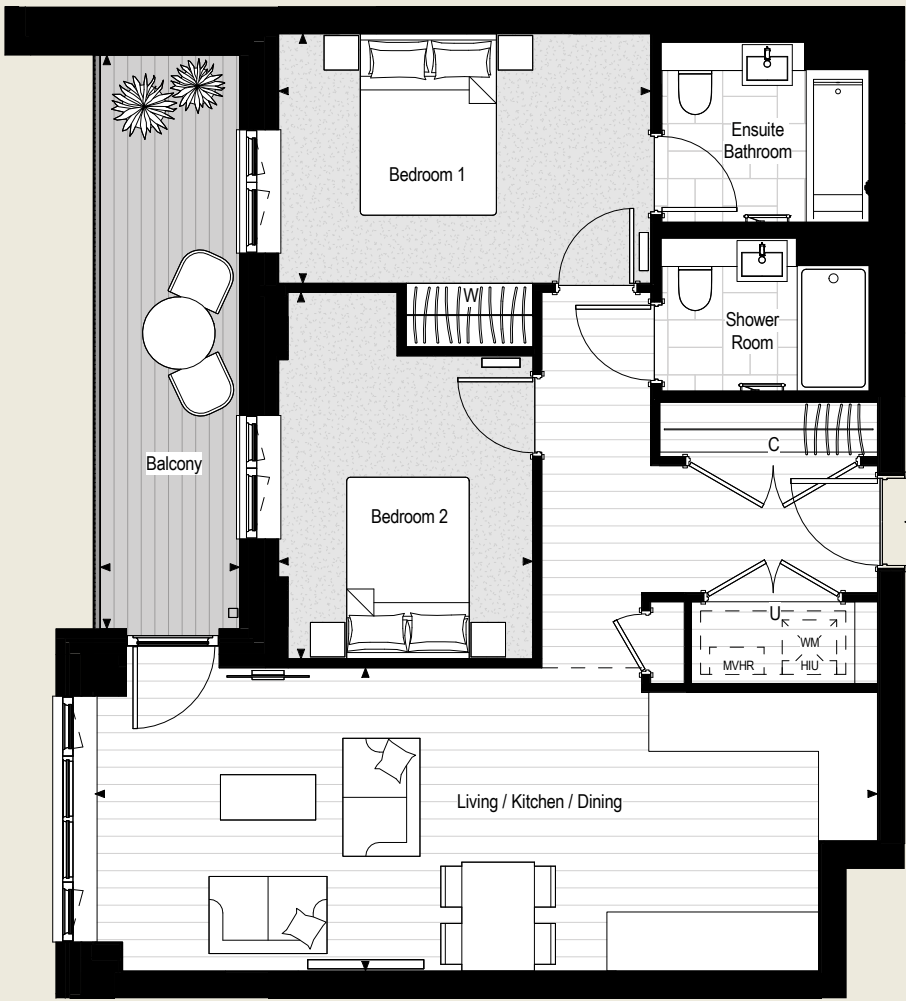 Bedroom 1
Ensuite
Bathroom
W
Shower
Room
Balcony
C
Bedroom 2
U
WM
MVHR
HIU
Living / Kitchen / Dining